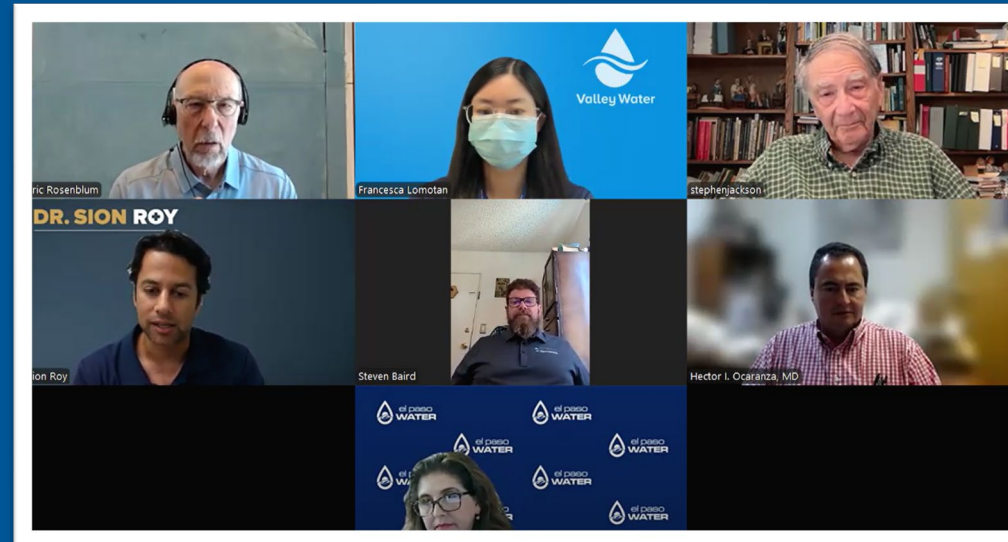 Valley Water
ric Rosenblum
Francesca Lomotan
stephenjackson
DR. SION ROY
ion Roy
Steven Baird
Hector I. Ocaranza, MD
el paso
WATER
el paso
WATER
el paso
WATER
el paso
WATER
el paso
WATER
el paso
WATER